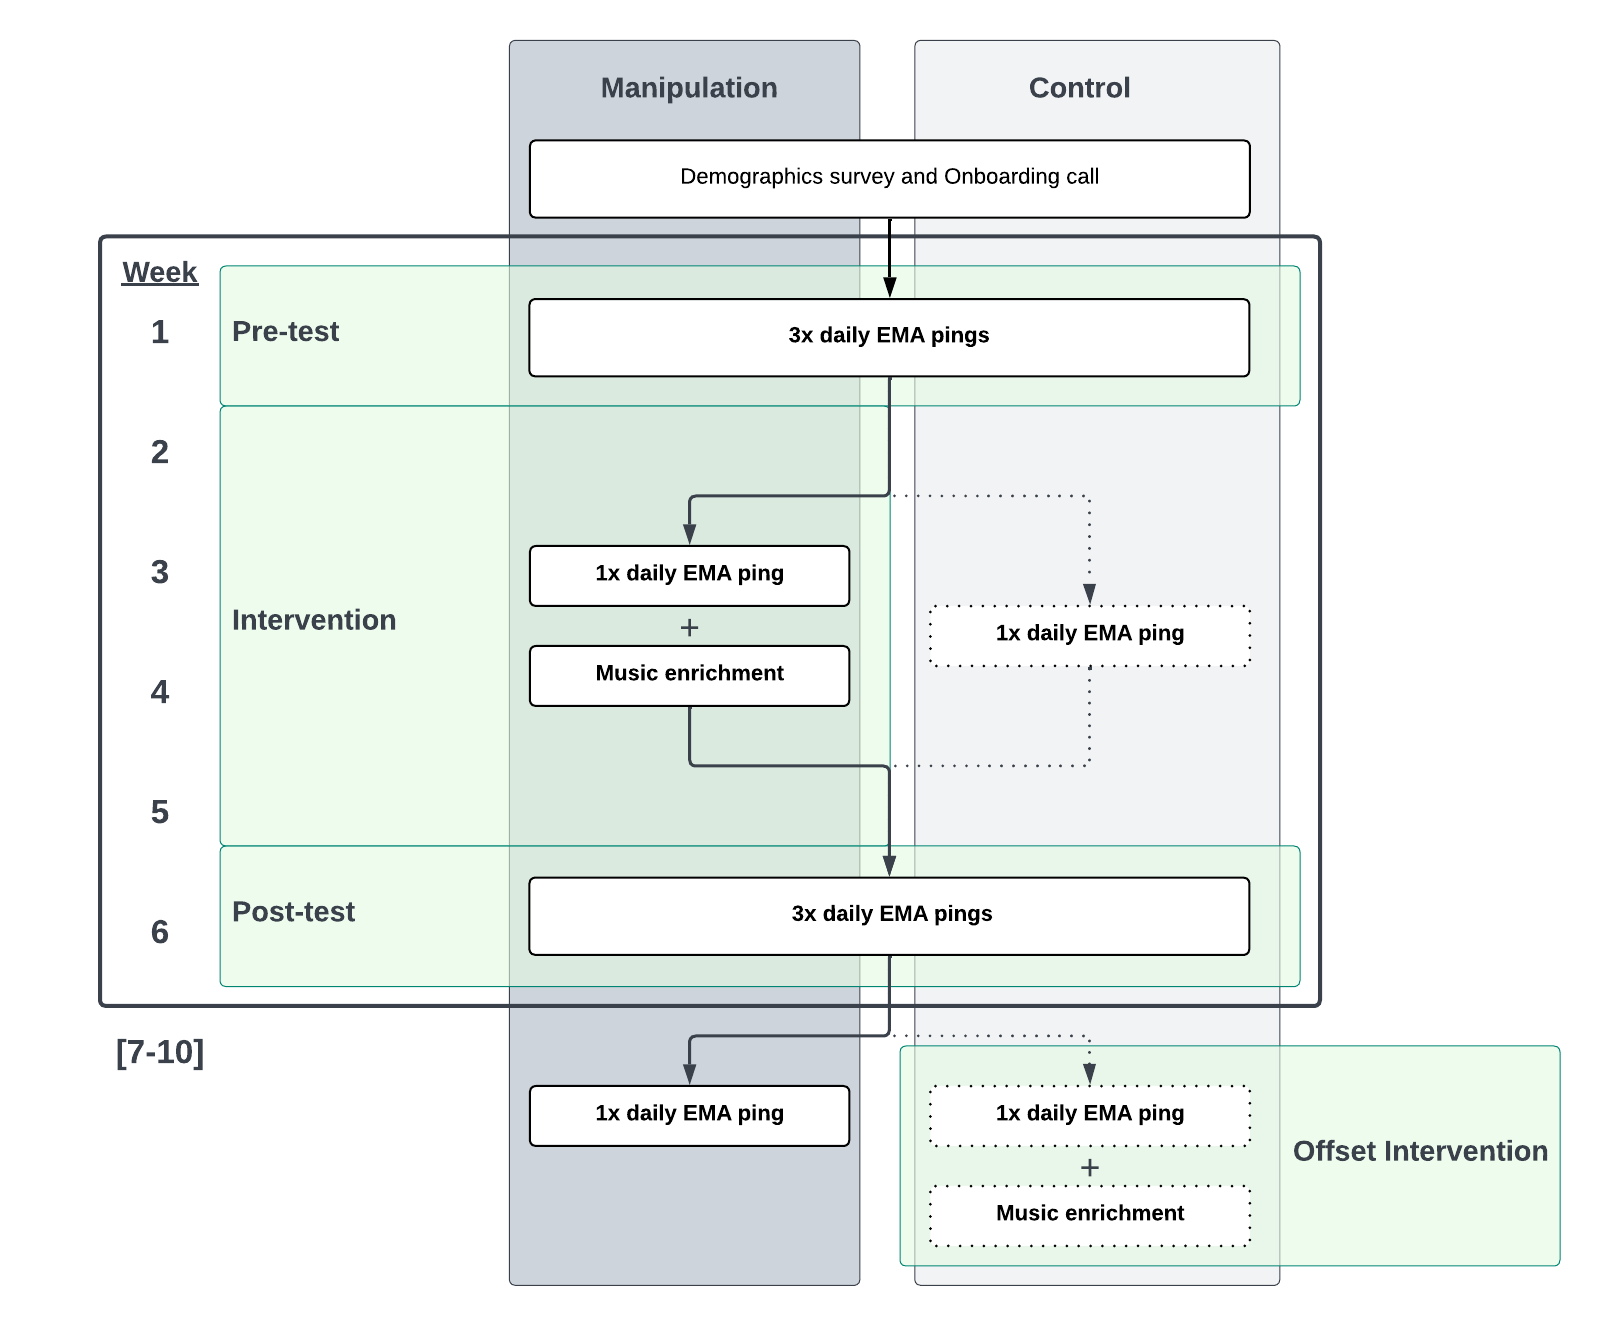 Manipulation
Control
Demographics survey and Onboarding call
Week
1
Pre-test
3x daily EMA pings
2
3
1x daily EMA ping
+
Intervention
1x daily EMA ping
Music enrichment
4
5
Post-test
3x daily EMA pings
6
[7-10]
1x daily EMA ping
1x daily EMA ping
+
Offset Intervention
Music enrichment